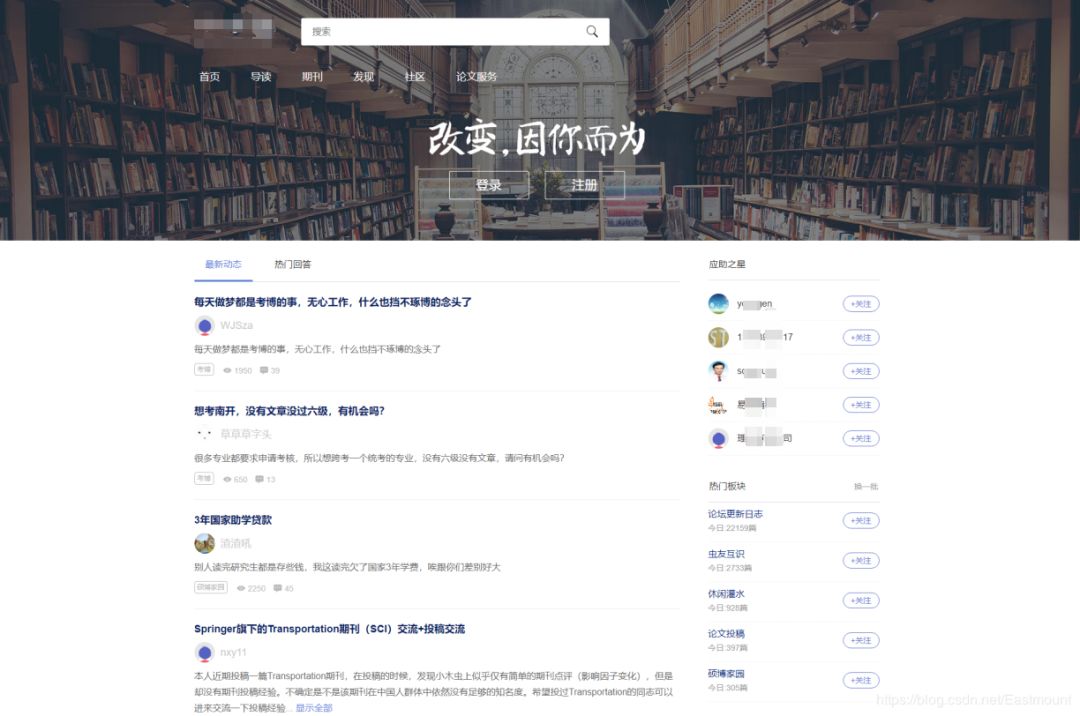 搜索
首页 导读 期刊 发现 社区 论文服务
改变,因你而为
登录 注册
最新动态 热门回答
每天做梦都是考博的事，无心工作，什么也挡不琢博的念头了
WJSza
每天做梦都是考博的事，无心工作，什么也挡不琢博的念头了
考博 1950 39
想考南开，没有文章没过六级，有机会吗?
草草草字头
很多专业都要求申请考核，所以想跨考一个统考的专业，没有六级没有文章，请问有机会吗?
考博 650 13
3年国家助学贷款
渣渣吼
别人读完研究生都是存些钱，我这读完欠了国家3年学费，唉跟你们差别好大
硕博家园 2250 45
Springer旗下的Transportation期刊（SCI）交流+投稿交流
nxy11
本人近期投稿一篇Transportation期刊，在投稿的时候，发现小木虫上似乎仅有简单的期刊点评（影响因子变化），但是
却没有期刊投稿经验。不确定是不是该期刊在中国人群体中依然没有足够的知名度。希望投过Transportation的同志可以
进来交流一下投稿经验... 显示全部
应助之星
+关注
17 +关注
+关注
+关注
司 +关注
热门板块 换一批
论坛更新日志
今日:22159篇
+关注
虫友互识
今日:2733篇
+关注
休闲灌水
今日:928篇
+关注
论文投稿
今日:397篇
+关注
硕博家园
今日:305篇
+关注
https://blog.csdn.net/Eastmount